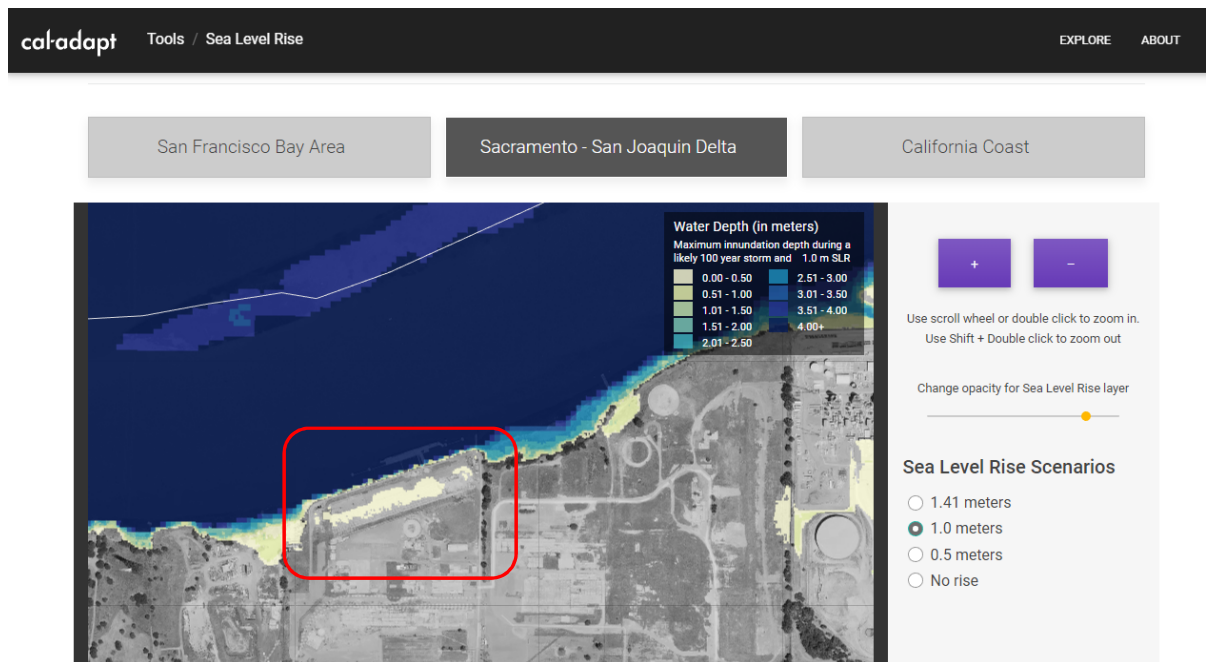 cal-adapt Tools / Sea Level Rise EXPLORE ABOUT
San Francisco Bay Area Sacramento - San Joaquin Delta California Coast
Water Depth (in meters)
Maximum innundation depth during a
likely 100 year storm and 1.0 m SLR
0.00 - 0.50 2.51 - 3.00
0.51 - 1.00 3.01 - 3.50
1.01 - 1.50 3.51 - 4.00
1.51 - 2.00 4.00+
2.01 - 2.50
+ −
Use scroll wheel or double click to zoom in.
Use Shift + Double click to zoom out
Change opacity for Sea Level Rise layer
Sea Level Rise Scenarios
1.41 meters
1.0 meters
0.5 meters
No rise